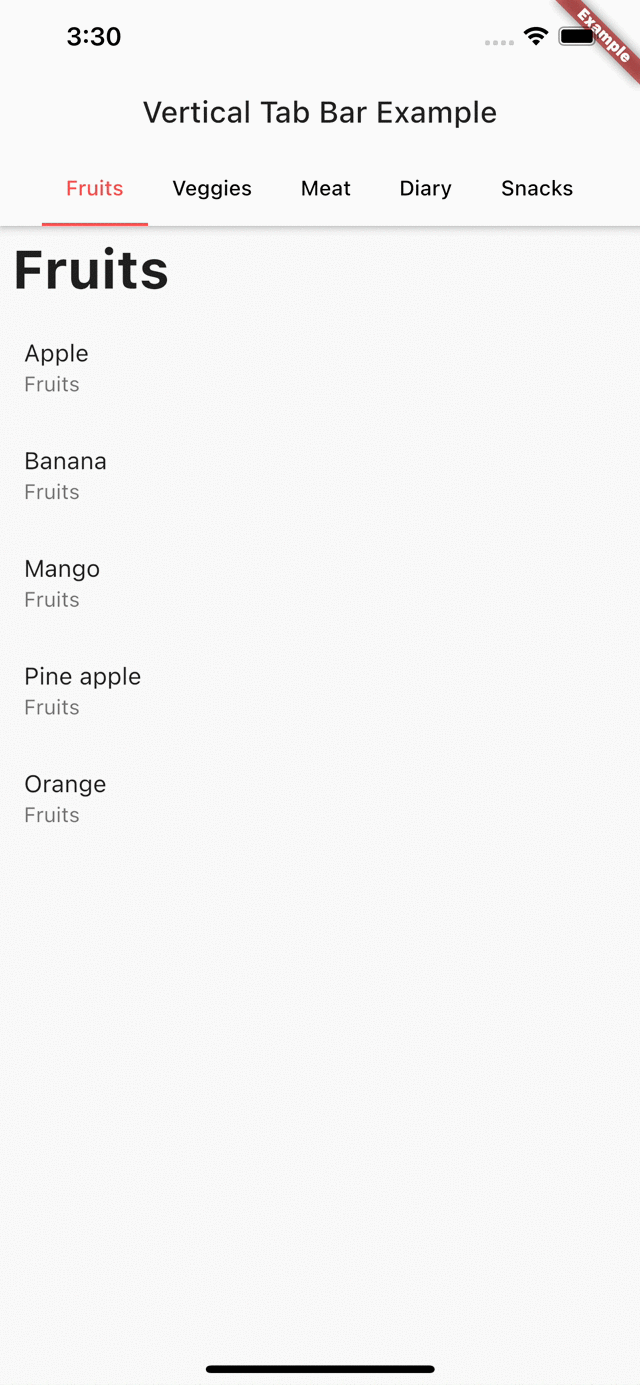 3:30
Example
Vertical Tab Bar Example
Fruits Veggies Meat Diary Snacks
Fruits
Apple
Fruits
Banana
Fruits
Mango
Fruits
Pine apple
Fruits
Orange
Fruits